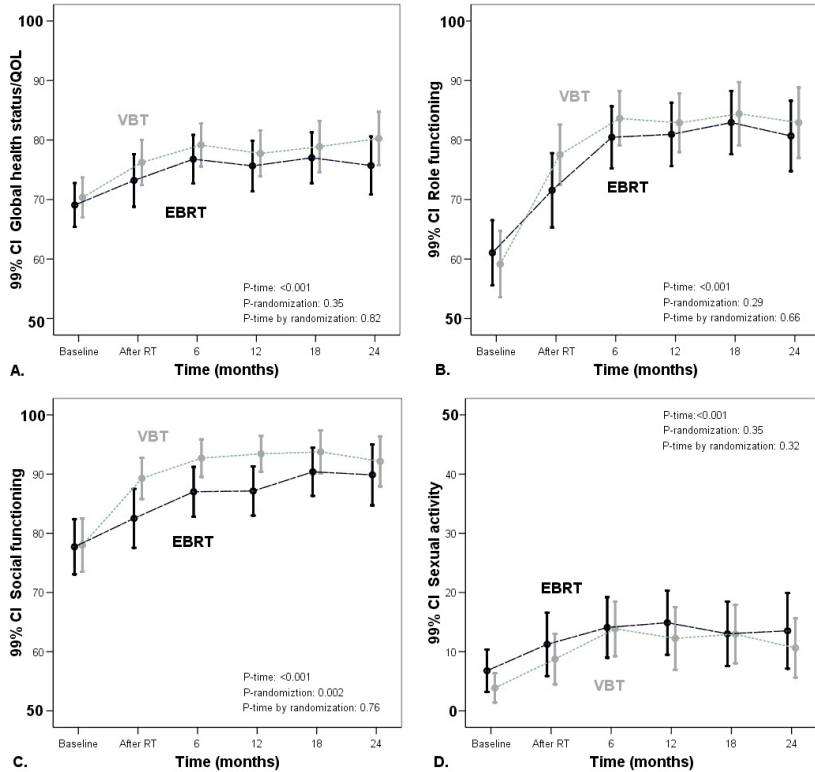 99% CI Global health status/QOL
100
90
80
70
60
50
VBT
EBRT
P-time: <0.001
P-randomization: 0.35
P-time by randomization: 0.82
Baseline After RT 6 12 18 24
A. Time (months)
99% CI Role functioning
100
90
80
70
60
50
VBT
EBRT
P-time: <0.001
P-randomization: 0.29
P-time by randomization: 0.66
Baseline After RT 6 12 18 24
B. Time (months)
99% CI Social functioning
100
90
80
70
60
50
VBT
EBRT
P-time: <0.001
P-randomiztion: 0.002
P-time by randomization: 0.76
Baseline After RT 6 12 18 24
C. Time (months)
99% CI Sexual activity
50
40
30
20
10
0
P-time:<0.001
P-randomization: 0.35
P-time by randomization: 0.32
EBRT
VBT
Baseline After RT 6 12 18 24
D. Time (months)